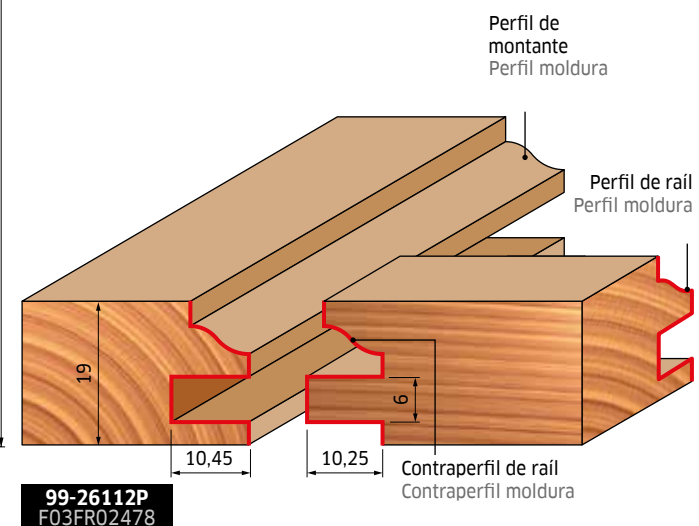 Perfil de
montante
Perfil moldura
Perfil de raíl
Perfil moldura
19
6
10,45
10,25
Contraperfil de raíl
Contraperfil moldura
99-26112P
F03FR02478